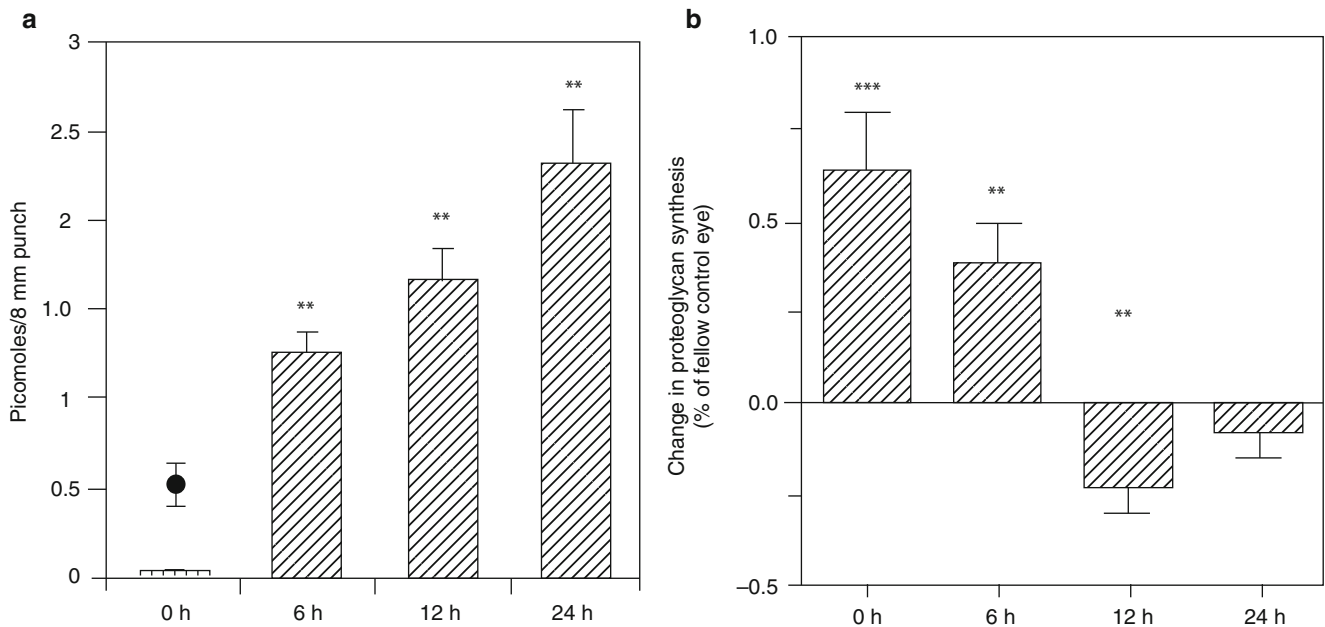 a
Picomoles/8 mm punch
3
2.5
2
1.0
1
0.5
0
**
**
**
0 h
6 h
12 h
24 h
b
Change in proteoglycan synthesis
(% of fellow control eye)
1.0
0.5
0.0
–0.5
***
**
**
0 h
6 h
12 h
24 h